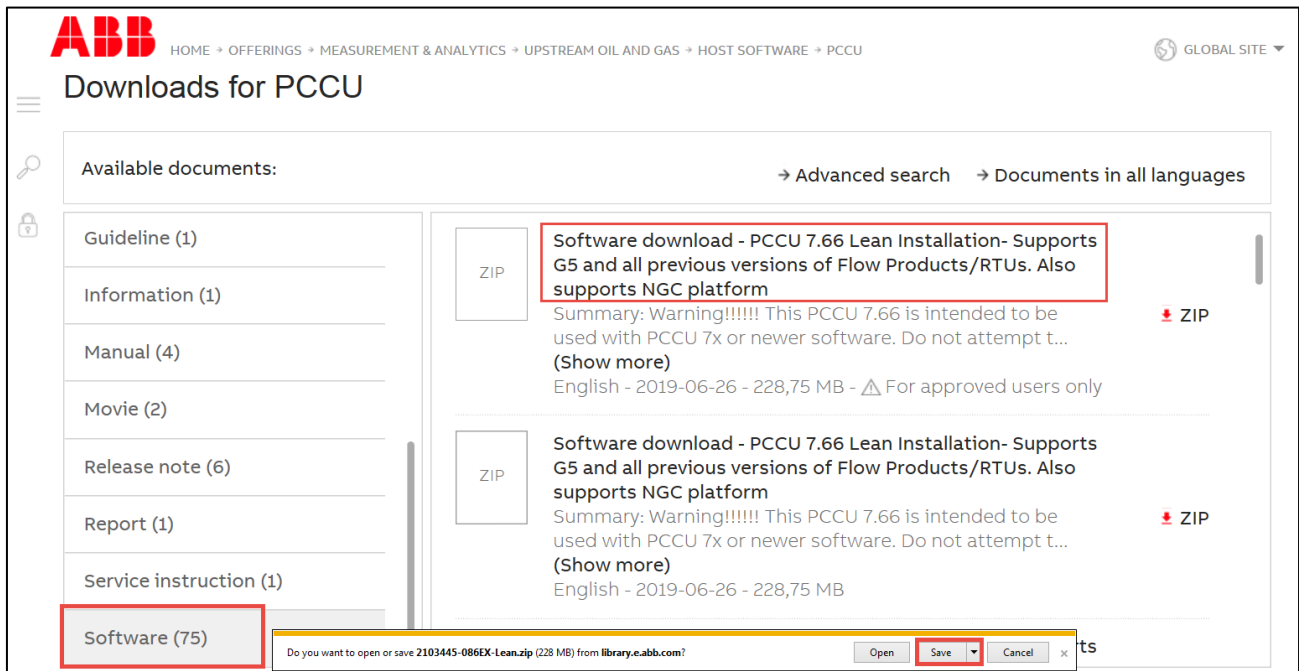 ABB
HOME → OFFERINGS → MEASUREMENT & ANALYTICS → UPSTREAM OIL AND GAS → HOST SOFTWARE → PCCU
GLOBAL SITE
Downloads for PCCU
Available documents:
→ Advanced search
→ Documents in all languages
Guideline (1)
Information (1)
Manual (4)
Movie (2)
Release note (6)
Report (1)
Service instruction (1)
Software (75)
ZIP
Software download - PCCU 7.66 Lean Installation- Supports
G5 and all previous versions of Flow Products/RTUs. Also
supports NGC platform
Summary: Warning!!!!!! This PCCU 7.66 is intended to be
used with PCCU 7x or newer software. Do not attempt t...
(Show more)
English - 2019-06-26 - 228,75 MB - ⚠ For approved users only
ZIP
ZIP
Software download - PCCU 7.66 Lean Installation- Supports
G5 and all previous versions of Flow Products/RTUs. Also
supports NGC platform
Summary: Warning!!!!!! This PCCU 7.66 is intended to be
used with PCCU 7x or newer software. Do not attempt t...
(Show more)
English - 2019-06-26 - 228,75 MB
ZIP
Do you want to open or save 2103445-086EX-Lean.zip (228 MB) from library.e.abb.com?
Open
Save
Cancel
×